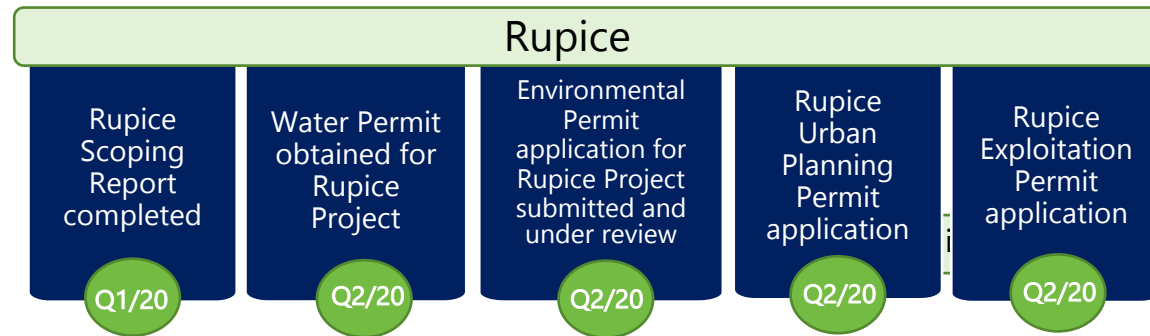 Rupice
Rupice
Scoping
Report
completed
Q1/20
Water Permit
obtained for
Rupice
Project
Q2/20
Environmental
Permit
application for
Rupice Project
submitted and
under review
Q2/20
Rupice
Urban
Planning
Permit
application
Q2/20
Rupice
Exploitation
Permit
application
Q2/20